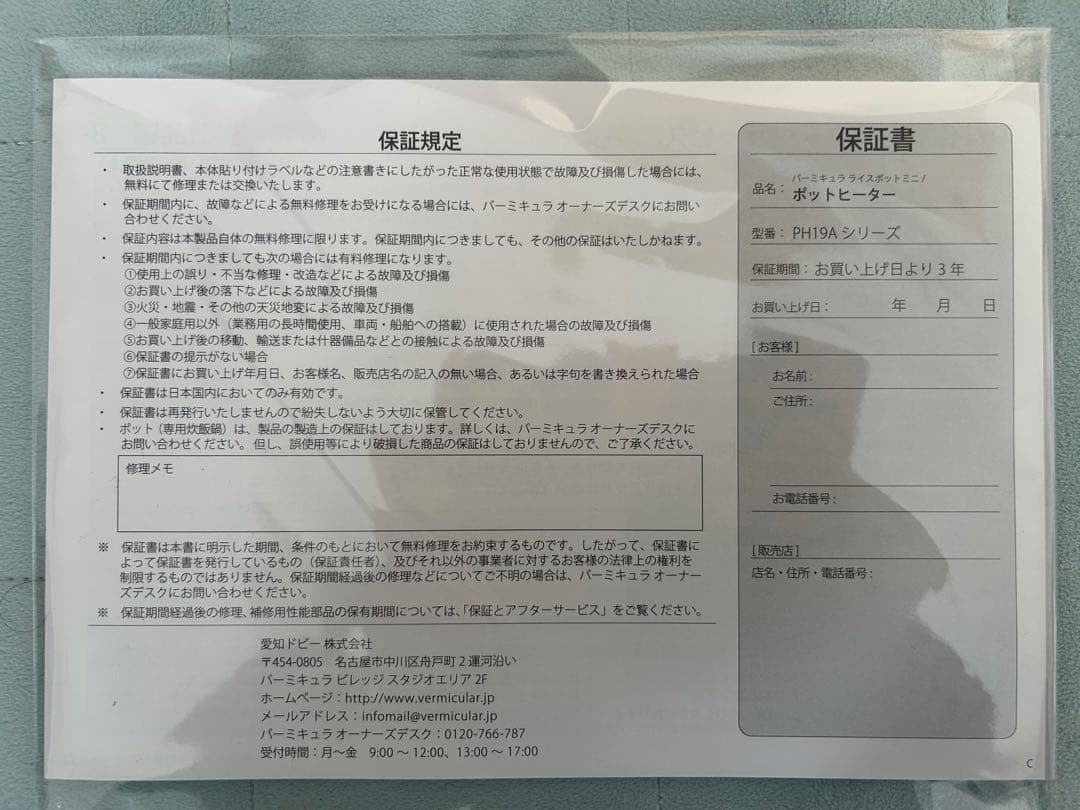 保証規定
・ 取扱説明書、本体貼り付けラベルなどの注意書きにしたがった正常な使用状態で故障及び損傷した場合には、
無料にて修理または交換いたします。
・ 保証期間内に、故障などによる無料修理をお受けになる場合には、バーミキュラ オーナーズデスクにお問い
合わせください。
・ 保証内容は本製品自体の無料修理に限ります。保証期間内につきましても、その他の保証はいたしかねます。
・ 保証期間内につきましても次の場合には有料修理になります。
①使用上の誤り・不当な修理・改造などによる故障及び損傷
②お買い上げ後の落下などによる故障及び損傷
③火災・地震・その他の天災地変による故障及び損傷
④一般家庭用以外（業務用の長時間使用、車両・船舶への搭載）に使用された場合の故障及び損傷
⑤お買い上げ後の移動、輸送または什器備品などとの接触による故障及び損傷
⑥保証書の提示がない場合
⑦保証書にお買い上げ年月日、お客様名、販売店名の記入の無い場合、あるいは字句を書き換えられた場合
・ 保証書は日本国内においてのみ有効です。
・ 保証書は再発行いたしませんので紛失しないよう大切に保管してください。
・ ポット（専用炊飯鍋）は、製品の製造上の保証はしております。詳しくは、バーミキュラ オーナーズデスクに
お問い合わせください。但し、誤使用等により破損した商品の保証はしておりませんので、ご了承ください。
修理メモ
※ 保証書は本書に明示した期間、条件のもとにおいて無料修理をお約束するものです。したがって、保証書に
よって保証書を発行しているもの（保証責任者）、及びそれ以外の事業者に対するお客様の法律上の権利を
制限するものではありません。保証期間経過後の修理などについてご不明の場合は、バーミキュラ オーナー
ズデスクにお問い合わせください。
※ 保証期間経過後の修理、補修用性能部品の保有期間については、「保証とアフターサービス」をご覧ください。
愛知ドビー 株式会社
〒454-0805 名古屋市中川区舟戸町 2 運河沿い
バーミキュラ ビレッジ スタジオエリア 2F
ホームページ：http://www.vermicular.jp
メールアドレス：infomail@vermicular.jp
バーミキュラ オーナーズデスク：0120-766-787
受付時間：月～金 9:00 ～ 12:00、13:00 ～ 17:00
保証書
バーミキュラ ライスポットミニ /
品名： ポットヒーター
型番： PH19A シリーズ
保証期間： お買い上げ日より 3 年
お買い上げ日： 年 月 日
[ お客様 ]
お名前：
ご住所：
お電話番号：
[ 販売店 ]
店名・住所・電話番号：
C